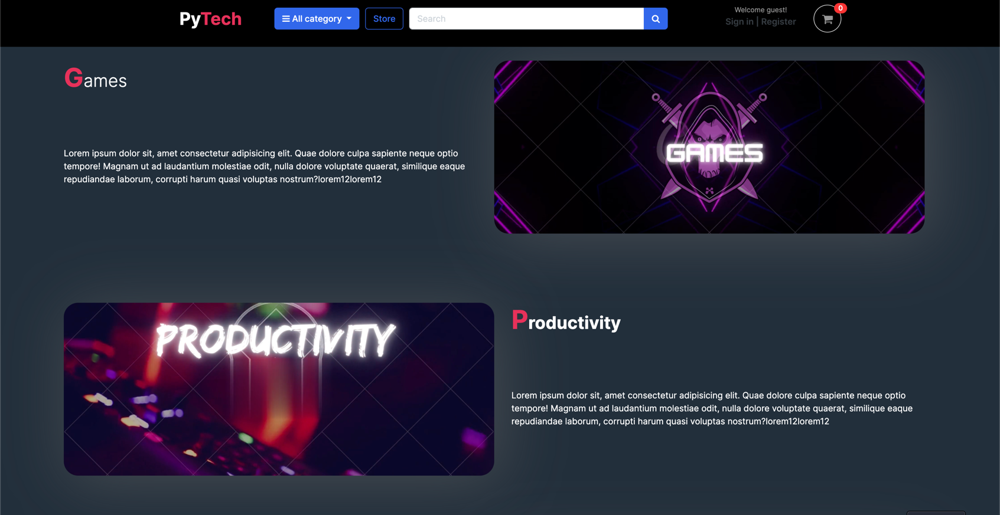 PyTech
All category
Store
Search
Welcome guest!
Sign in | Register
0
Games
Lorem ipsum dolor sit, amet consectetur adipisicing elit. Quae dolore culpa sapiente neque optio
tempore! Magnam ut ad laudantium molestiae odit, nulla dolore voluptate quaerat, similique eaque
repudiandae laborum, corrupti harum quasi voluptas nostrum?lorem12lorem12
GAMES
PRODUCTIVITY
Productivity
Lorem ipsum dolor sit, amet consectetur adipisicing elit. Quae dolore culpa sapiente neque optio
tempore! Magnam ut ad laudantium molestiae odit, nulla dolore voluptate quaerat, similique eaque
repudiandae laborum, corrupti harum quasi voluptas nostrum?lorem12lorem12